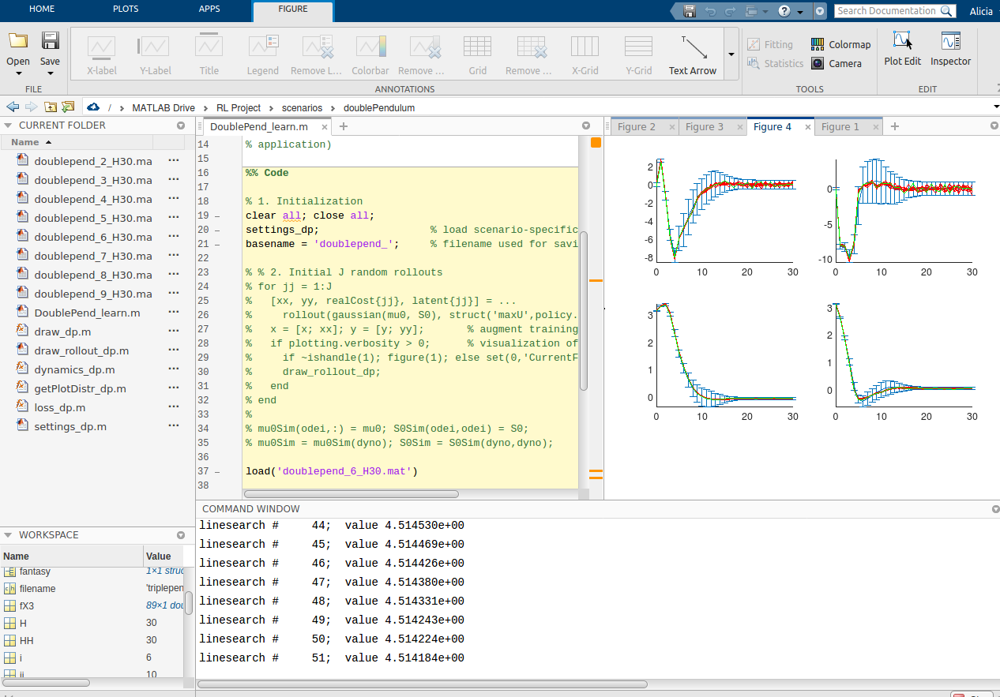 HOME PLOTS APPS FIGURE
Search Documentation Alicia
Open Save
FILE
X-label Y-Label Title Legend Remove L... Colorbar Remove ... Grid Remove ... X-Grid Y-Grid Text Arrow
ANNOTATIONS
Fitting Colormap
Statistics Camera
TOOLS
Plot Edit Inspector
EDIT
/ MATLAB Drive RL Project scenarios doublePendulum
CURRENT FOLDER
Name
doublepend_2_H30.ma
doublepend_3_H30.ma
doublepend_4_H30.ma
doublepend_5_H30.ma
doublepend_6_H30.ma
doublepend_7_H30.ma
doublepend_8_H30.ma
doublepend_9_H30.ma
DoublePend_learn.m
draw_dp.m
draw_rollout_dp.m
dynamics_dp.m
getPlotDistr_dp.m
loss_dp.m
settings_dp.m
WORKSPACE
Name Value
fantasy 1×1 struc
filename 'triplepen
fX3 89×1 dou
H 30
HH 30
i 6
jj 10
DoublePend_learn.m
14 % application)
15
16 %% Code
17
18 % 1. Initialization
19 – clear all; close all;
20 – settings_dp; % load scenario-specific
21 – basename = 'doublepend_'; % filename used for savi
22
23 % % 2. Initial J random rollouts
24 % for jj = 1:J
25 % [xx, yy, realCost{jj}, latent{jj}] = ...
26 % rollout(gaussian(mu0, S0), struct('maxU',policy.
27 % x = [x; xx]; y = [y; yy]; % augment training
28 % if plotting.verbosity > 0; % visualization of
29 % if ~ishandle(1); figure(1); else set(0,'CurrentF
30 % draw_rollout_dp;
31 % end
32 % end
33 %
34 % mu0Sim(odei,:) = mu0; S0Sim(odei,odei) = S0;
35 % mu0Sim = mu0Sim(dyno); S0Sim = S0Sim(dyno,dyno);
36
37 – load('doublepend_6_H30.mat')
38
Figure 2 Figure 3 Figure 4 Figure 1
2
0
-2
-4
-6
-8
0 10 20 30
0
-5
-10
0 10 20 30
3
2
1
0
0 10 20 30
3
2
1
0
0 10 20 30
COMMAND WINDOW
linesearch # 44; value 4.514530e+00
linesearch # 45; value 4.514469e+00
linesearch # 46; value 4.514426e+00
linesearch # 47; value 4.514380e+00
linesearch # 48; value 4.514331e+00
linesearch # 49; value 4.514243e+00
linesearch # 50; value 4.514224e+00
linesearch # 51; value 4.514184e+00